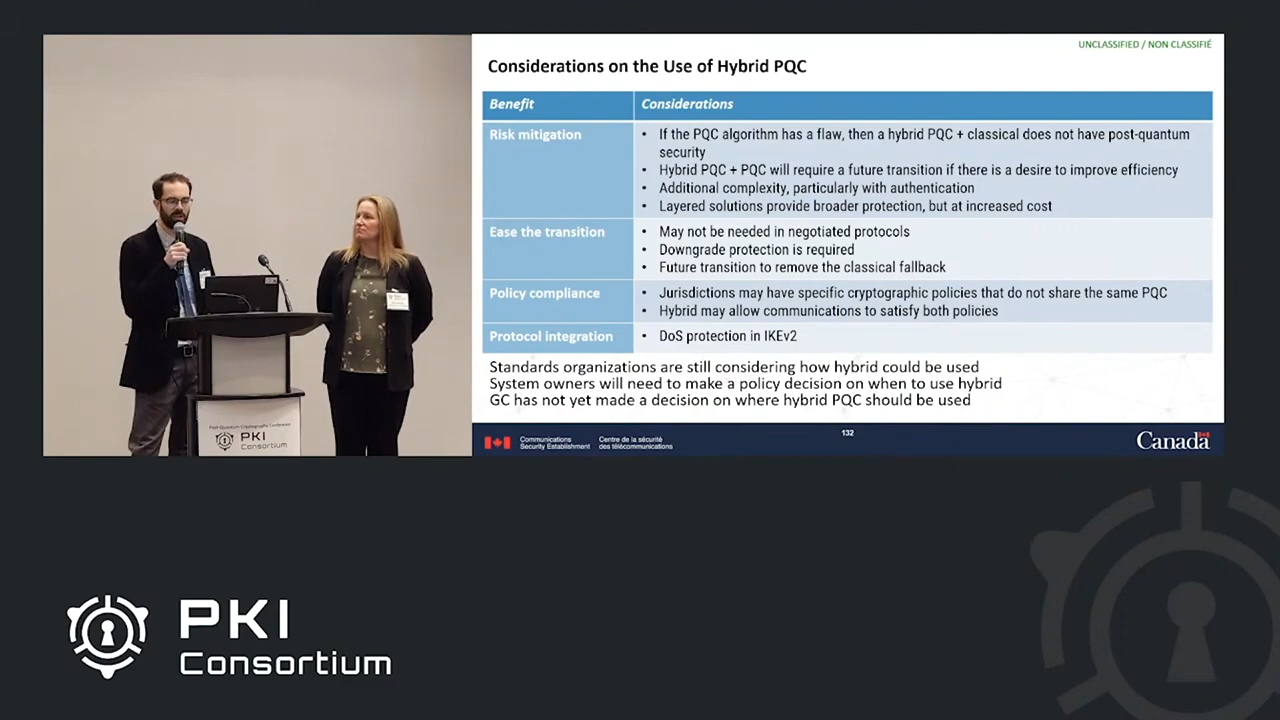 UNCLASSIFIED / NON CLASSIFIÉ
Considerations on the Use of Hybrid PQC
Benefit
Considerations
Risk mitigation
• If the PQC algorithm has a flaw, then a hybrid PQC + classical does not have post-quantum
security
• Hybrid PQC + PQC will require a future transition if there is a desire to improve efficiency
• Additional complexity, particularly with authentication
• Layered solutions provide broader protection, but at increased cost
Ease the transition
• May not be needed in negotiated protocols
• Downgrade protection is required
• Future transition to remove the classical fallback
Policy compliance
• Jurisdictions may have specific cryptographic policies that do not share the same PQC
• Hybrid may allow communications to satisfy both policies
Protocol integration
• DoS protection in IKEv2
Standards organizations are still considering how hybrid could be used
System owners will need to make a policy decision on when to use hybrid
GC has not yet made a decision on where hybrid PQC should be used
Communications
Security Establishment
Centre de la sécurité
des télécommunications
132
Canada
Post-Quantum Cryptography Conference
PKI
Consortium
PKI
Consortium